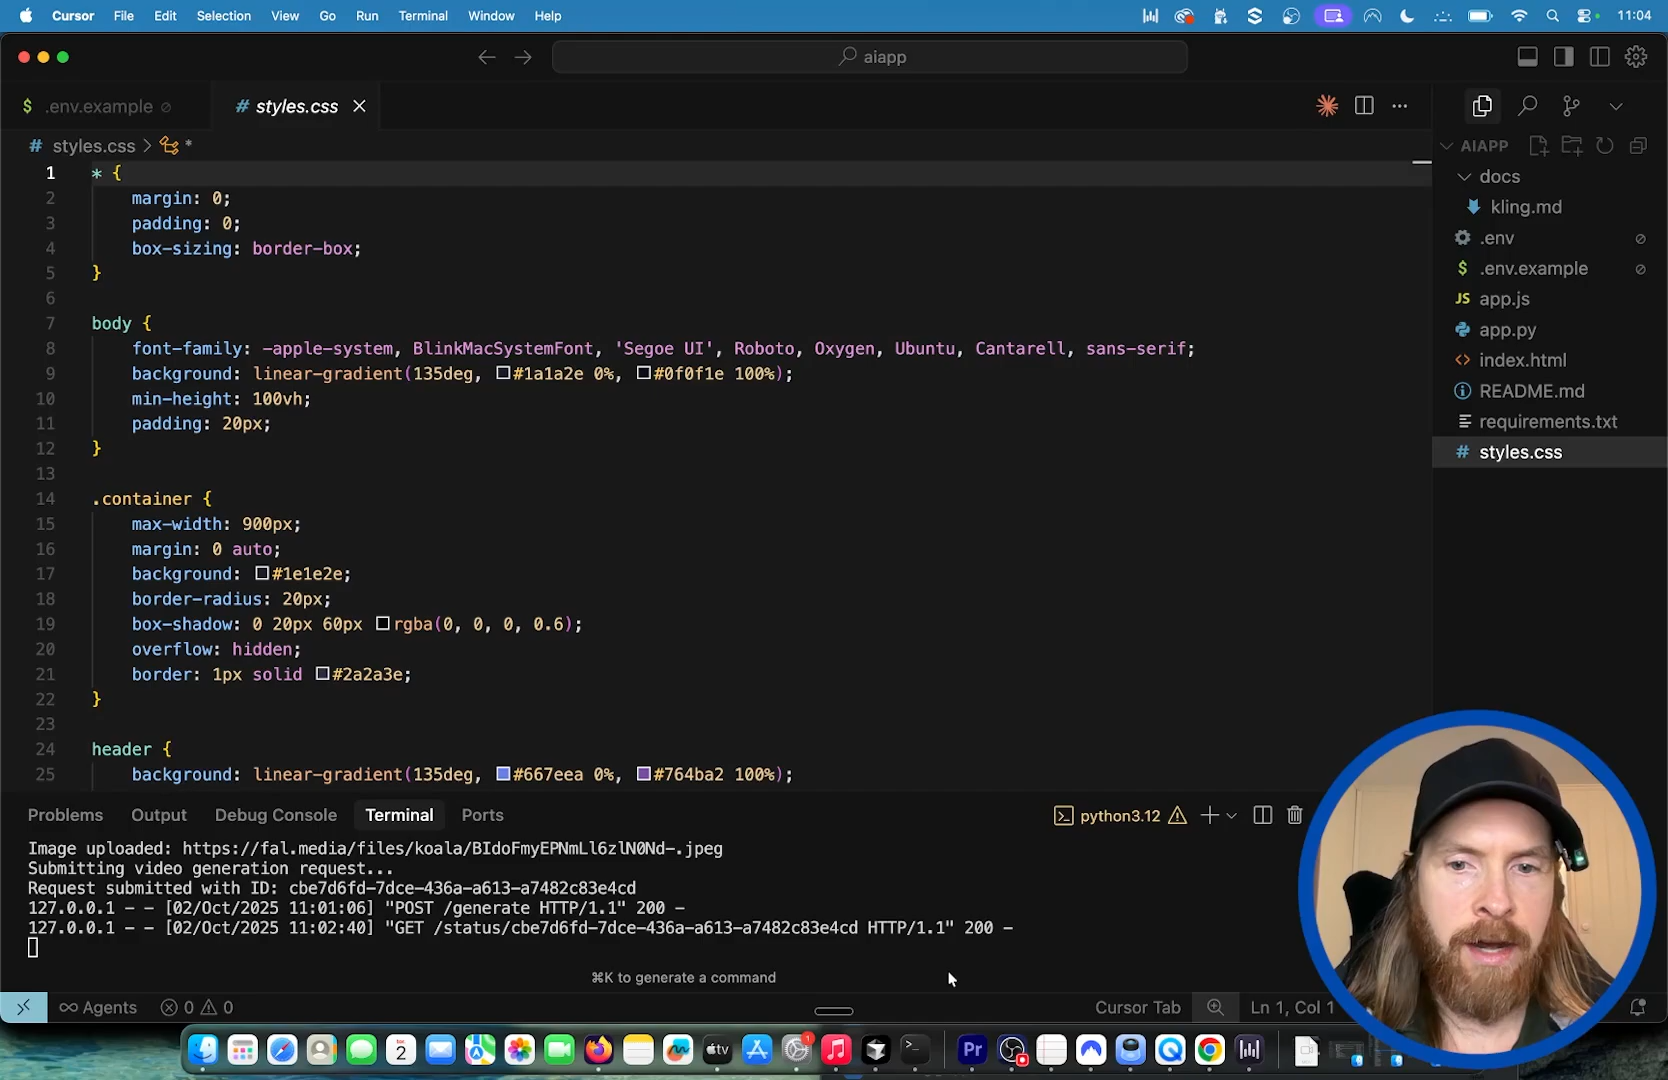 Cursor File Edit Selection View Go Run Terminal Window Help 11:04
aiapp
$ .env.example
# styles.css
# styles.css > *
AIAPP
docs
kling.md
.env
$ .env.example
JS app.js
app.py
<> index.html
README.md
requirements.txt
# styles.css
1 * {
2 margin: 0;
3 padding: 0;
4 box-sizing: border-box;
5 }
6
7 body {
8 font-family: -apple-system, BlinkMacSystemFont, 'Segoe UI', Roboto, Oxygen, Ubuntu, Cantarell, sans-serif;
9 background: linear-gradient(135deg, #1a1a2e 0%, #0f0f1e 100%);
10 min-height: 100vh;
11 padding: 20px;
12 }
13
14 .container {
15 max-width: 900px;
16 margin: 0 auto;
17 background: #1e1e2e;
18 border-radius: 20px;
19 box-shadow: 0 20px 60px rgba(0, 0, 0, 0.6);
20 overflow: hidden;
21 border: 1px solid #2a2a3e;
22 }
23
24 header {
25 background: linear-gradient(135deg, #667eea 0%, #764ba2 100%);
Problems Output Debug Console Terminal Ports python3.12
Image uploaded: https://fal.media/files/koala/BIdoFmyEPNmLl6zlN0Nd-.jpeg
Submitting video generation request...
Request submitted with ID: cbe7d6fd-7dce-436a-a613-a7482c83e4cd
127.0.0.1 - - [02/Oct/2025 11:01:06] "POST /generate HTTP/1.1" 200 -
127.0.0.1 - - [02/Oct/2025 11:02:40] "GET /status/cbe7d6fd-7dce-436a-a613-a7482c83e4cd HTTP/1.1" 200 -
⌘K to generate a command
Agents 0 0 Cursor Tab Ln 1, Col 1
2
tv
1
Pr